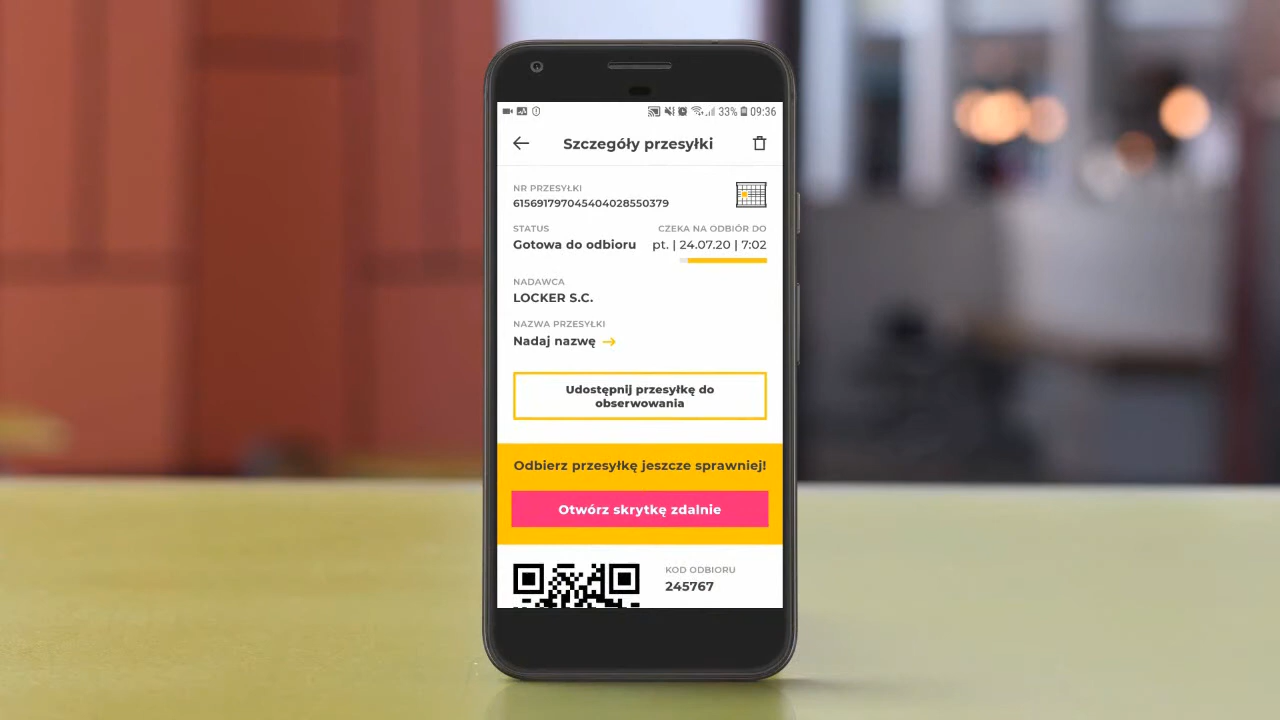 33% 09:36
Szczegóły przesyłki
NR PRZESYŁKI
615691797045404028550379
STATUS
CZEKA NA ODBIÓR DO
Gotowa do odbioru
pt. | 24.07.20 | 7:02
NADAWCA
LOCKER S.C.
NAZWA PRZESYŁKI
Nadaj nazwę
Udostępnij przesyłkę do
obserwowania
Odbierz przesyłkę jeszcze sprawniej!
Otwórz skrytkę zdalnie
KOD ODBIORU
245767